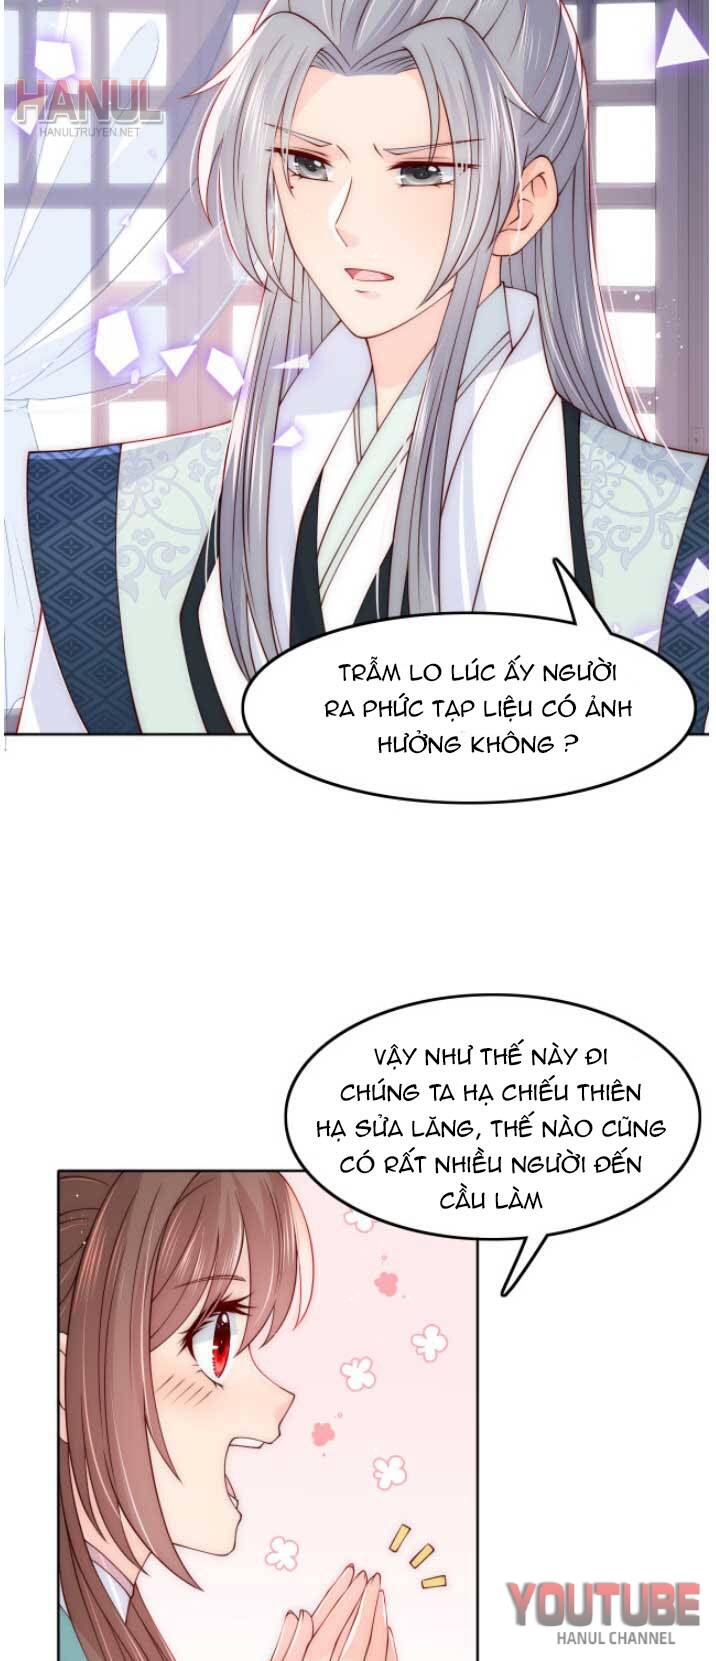 HANUL
HANULTRUYEN.NET
TRẪM LO LÚC ẤY NGƯỜI
RA PHỨC TẠP LIỆU CÓ ẢNH
HƯỞNG KHÔNG ?
VẬY NHƯ THẾ NÀY ĐI
CHÚNG TA HẠ CHIẾU THIÊN
HẠ SỬA LĂNG, THẾ NÀO CŨNG
CÓ RẤT NHIỀU NGƯỜI ĐẾN
CẦU LÀM
YOUTUBE
HANUL CHANNEL